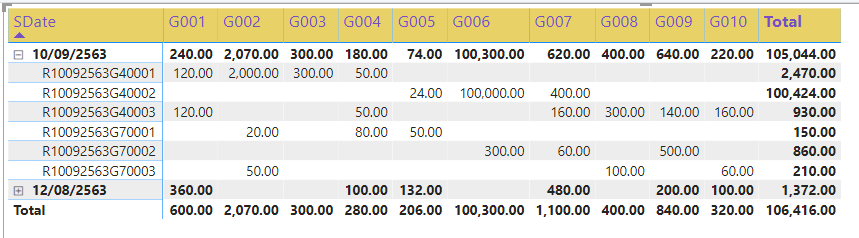 SDate G001 G002 G003 G004 G005 G006 G007 G008 G009 G010 Total
10/09/2563 240.00 2,070.00 300.00 180.00 74.00 100,300.00 620.00 400.00 640.00 220.00 105,044.00
R10092563G40001 120.00 2,000.00 300.00 50.00 2,470.00
R10092563G40002 24.00 100,000.00 400.00 100,424.00
R10092563G40003 120.00 50.00 160.00 300.00 140.00 160.00 930.00
R10092563G70001 20.00 80.00 50.00 150.00
R10092563G70002 300.00 60.00 500.00 860.00
R10092563G70003 50.00 100.00 60.00 210.00
12/08/2563 360.00 100.00 132.00 480.00 200.00 100.00 1,372.00
Total 600.00 2,070.00 300.00 280.00 206.00 100,300.00 1,100.00 400.00 840.00 320.00 106,416.00